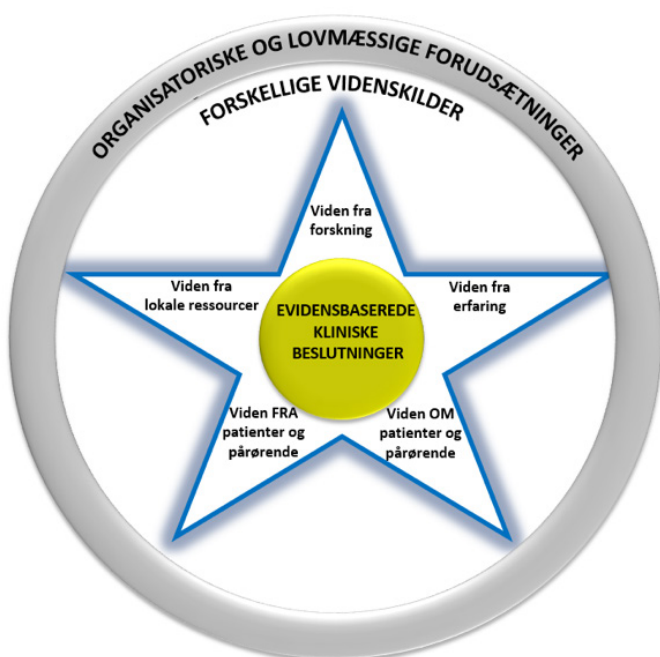 ORGANISATORISKE OG LOVMÆSSIGE FORUDSÆTNINGER
FORSKELLIGE VIDENSKILDER
Viden fra
forskning
Viden fra
lokale ressourcer
Viden fra
erfaring
EVIDENSBASEREDE
KLINISKE
BESLUTNINGER
Viden FRA
patienter og
pårørende
Viden OM
patienter og
pårørende